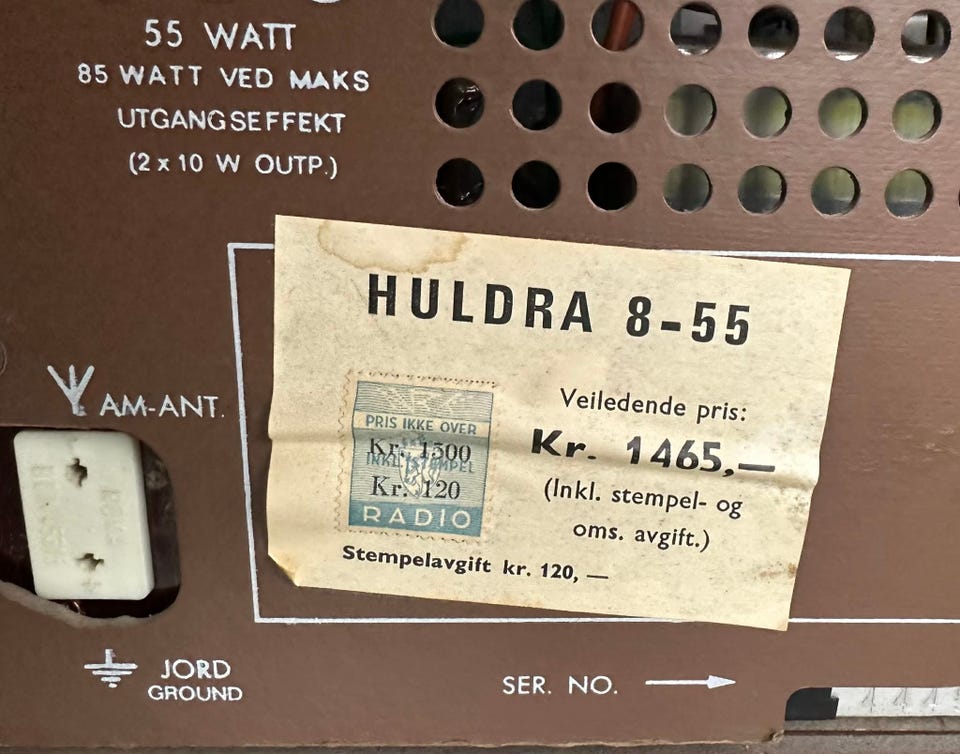 55 WATT
85 WATT VED MAKS
UTGANGSEFFEKT
(2 x 10 W OUTP.)
HULDRA 8-55
PRIS IKKE OVER
Kr. 1500
INKL. STEMPEL
Kr. 120
RADIO
Veiledende pris:
Kr. 1465,—
(Inkl. stempel- og
oms. avgift.)
Stempelavgift kr. 120, —
AM-ANT.
JORD
GROUND
SER. NO.